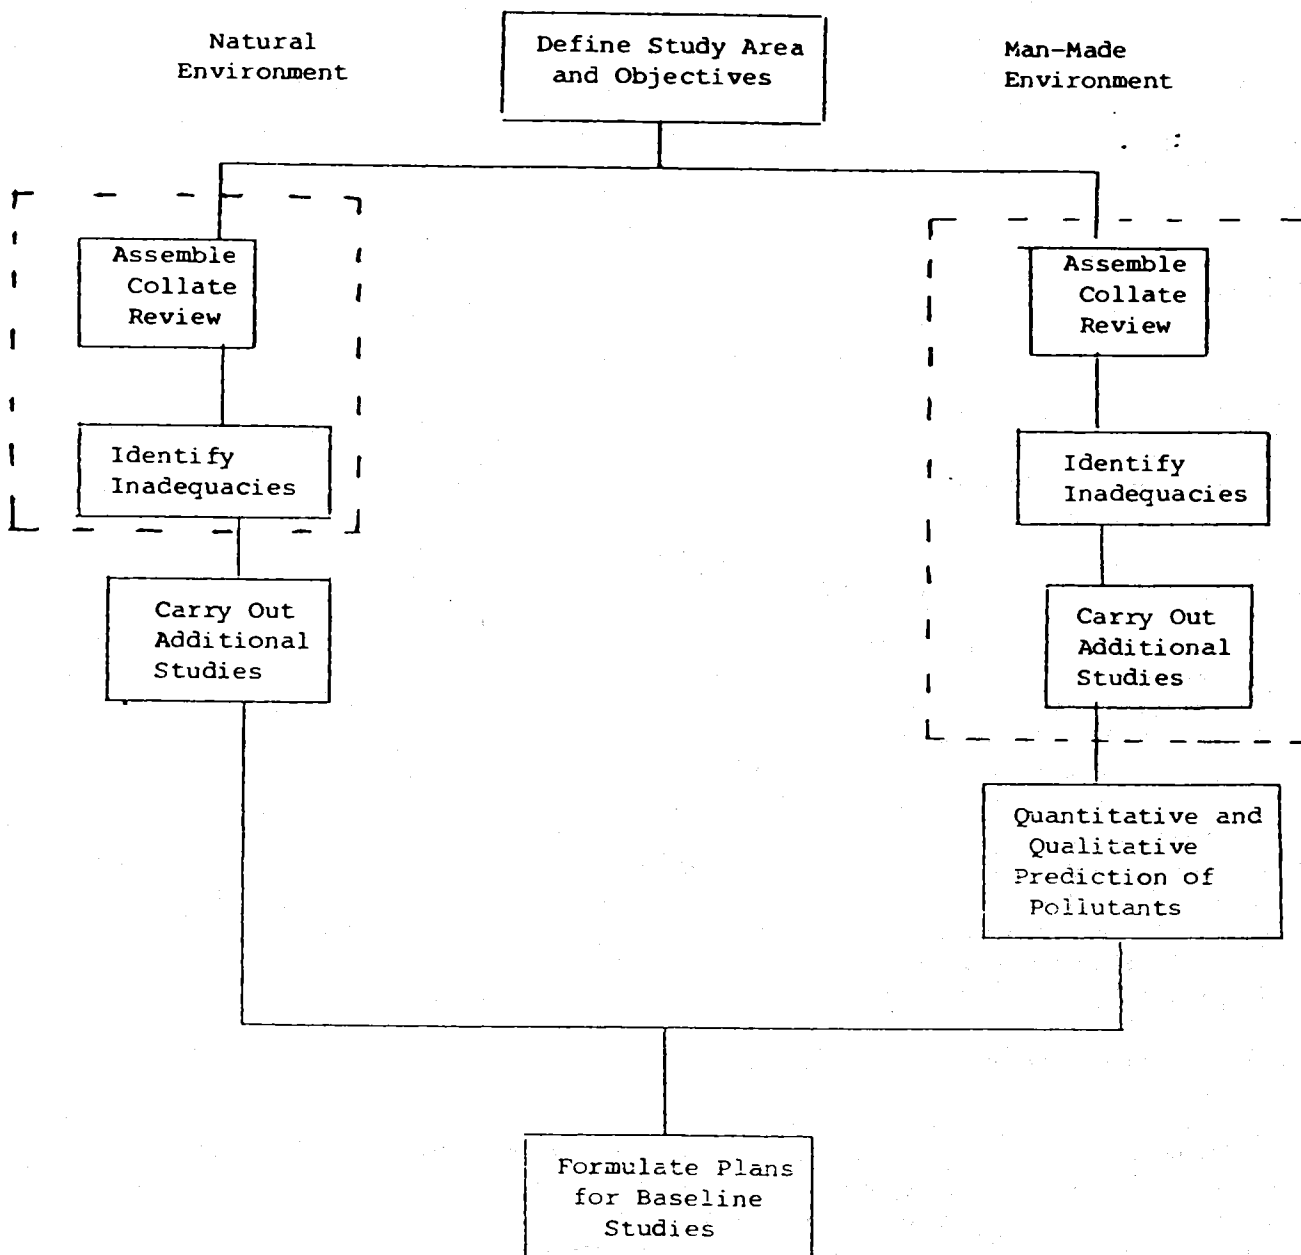 Natural
Environment
Define Study Area
and Objectives
Man-Made
Environment
Assemble
Collate
Review
Identify
Inadequacies
Carry Out
Additional
Studies
Assemble
Collate
Review
Identify
Inadequacies
Carry Out
Additional
Studies
Quantitative and
Qualitative
Prediction of
Pollutants
Formulate Plans
for Baseline
Studies